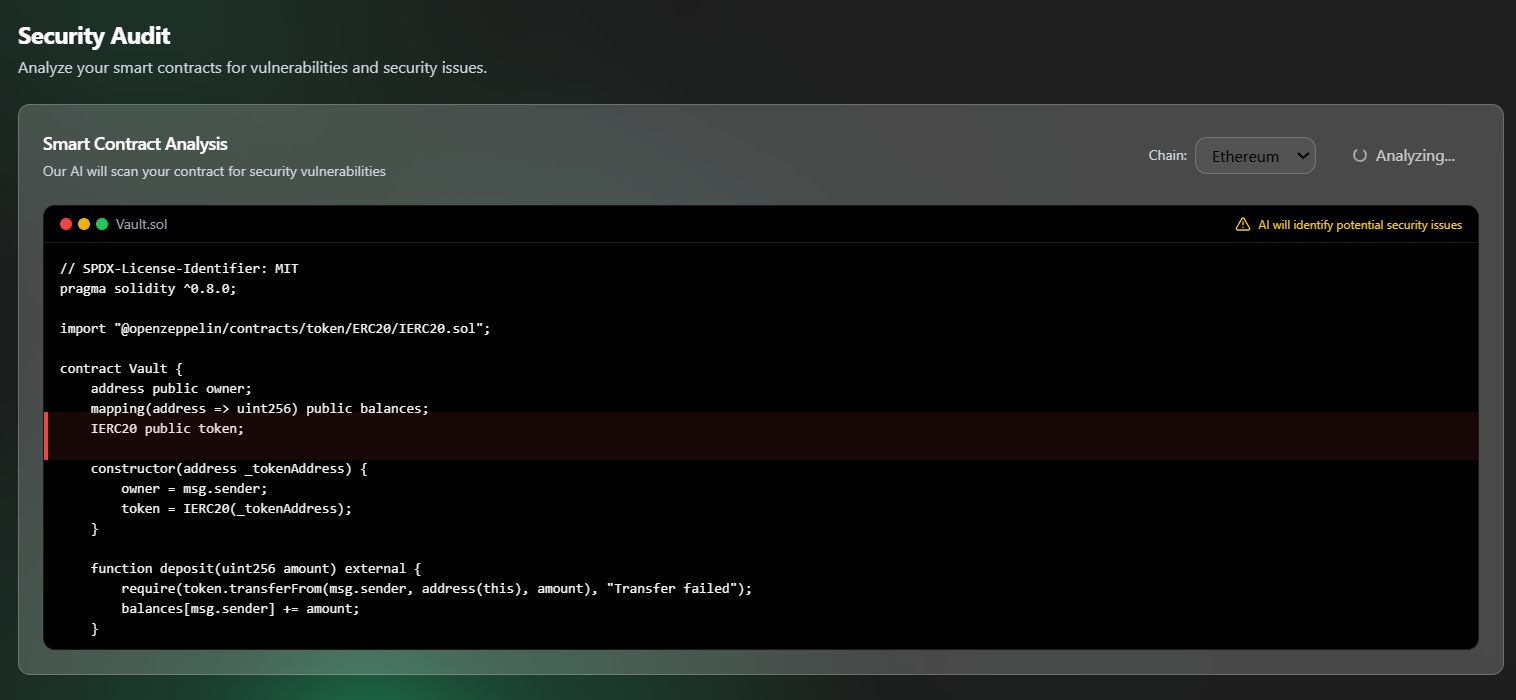 Security Audit
Analyze your smart contracts for vulnerabilities and security issues.
Smart Contract Analysis
Our AI will scan your contract for security vulnerabilities
Chain:
Ethereum
Analyzing...
Vault.sol
AI will identify potential security issues
// SPDX-License-Identifier: MIT
pragma solidity ^0.8.0;
import "@openzeppelin/contracts/token/ERC20/IERC20.sol";
contract Vault {
    address public owner;
    mapping(address => uint256) public balances;
    IERC20 public token;
    constructor(address _tokenAddress) {
        owner = msg.sender;
        token = IERC20(_tokenAddress);
    }
    function deposit(uint256 amount) external {
        require(token.transferFrom(msg.sender, address(this), amount), "Transfer failed");
        balances[msg.sender] += amount;
    }